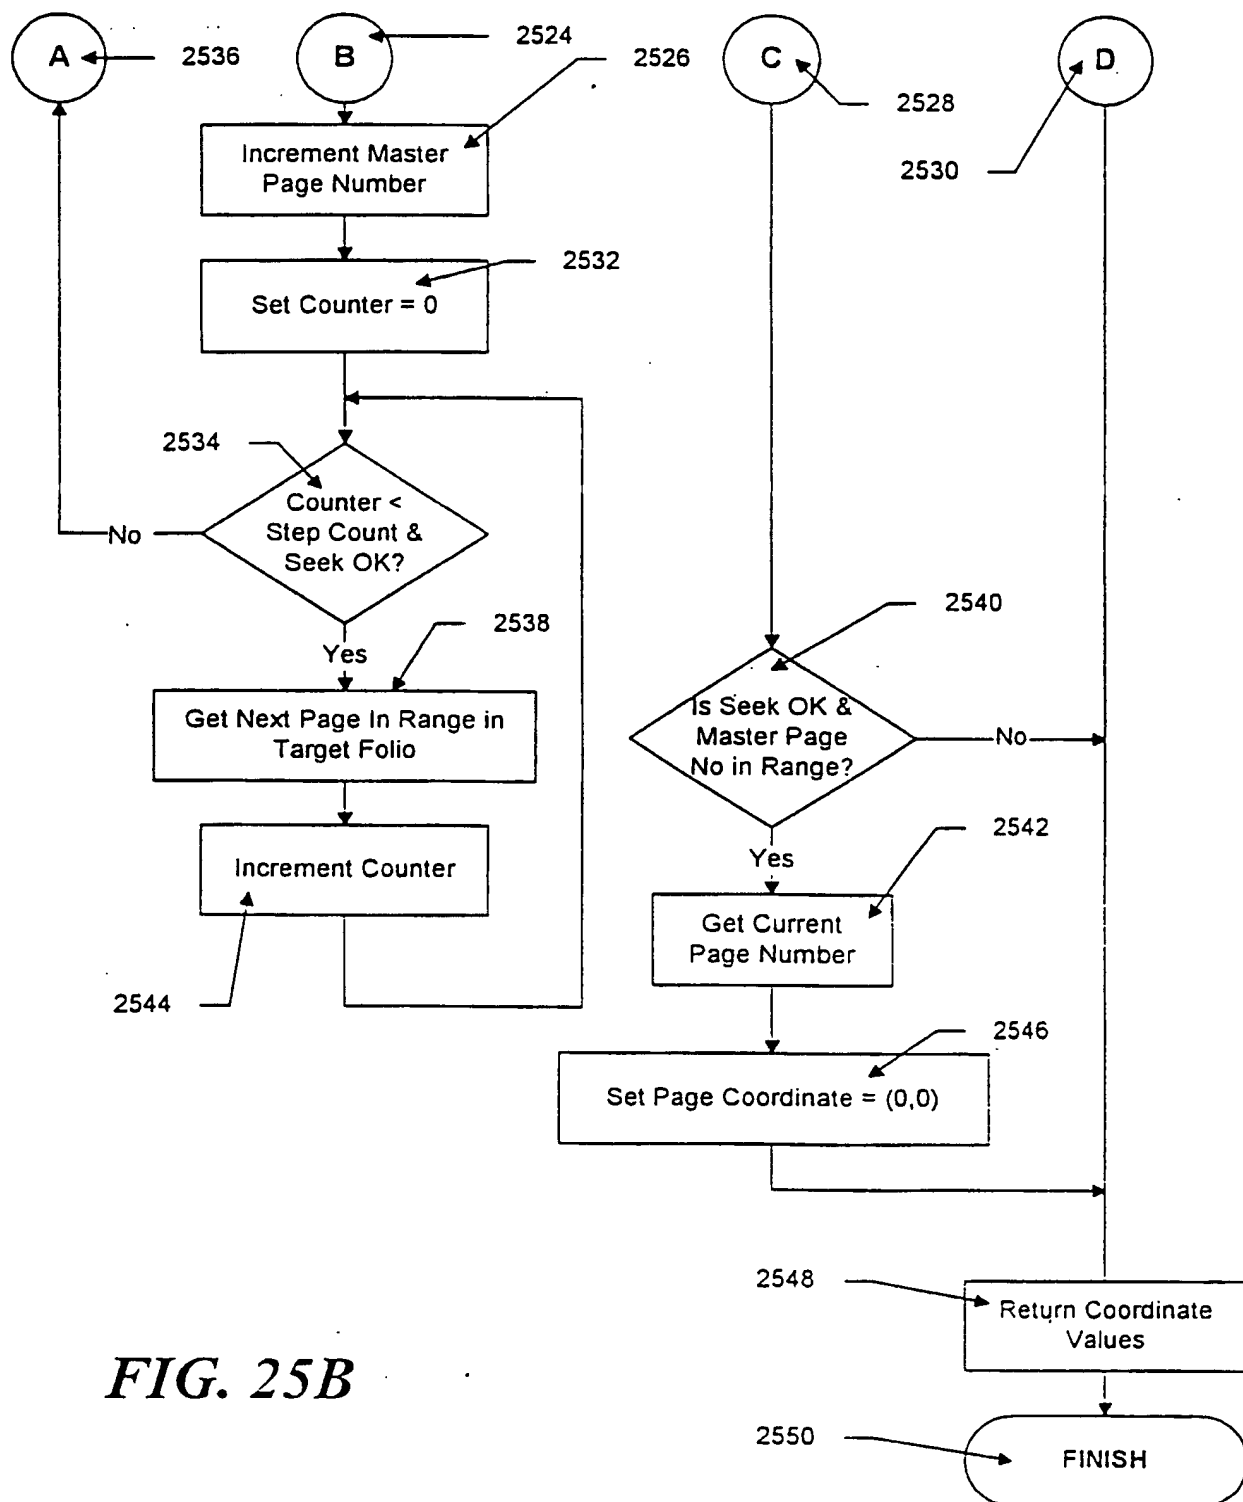 A
2536
B
2524
2526
C
2528
D
2530
Increment Master
Page Number
2532
Set Counter = 0
2534
Counter <
Step Count &
Seek OK?
No
Yes
2538
Get Next Page In Range in
Target Folio
Increment Counter
2544
2540
Is Seek OK &
Master Page
No in Range?
No
Yes
2542
Get Current
Page Number
2546
Set Page Coordinate = (0,0)
2548
Return Coordinate
Values
2550
FINISH
FIG. 25B